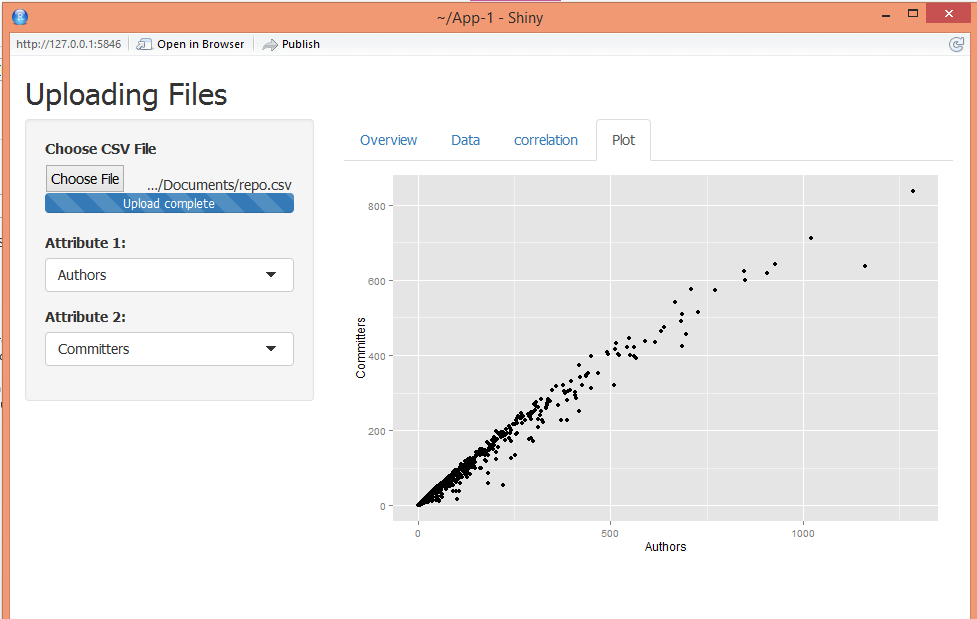 ~/App-1 - Shiny
http://127.0.0.1:5846 Open in Browser Publish
Uploading Files
Choose CSV File
Choose File .../Documents/repo.csv
Upload complete
Attribute 1:
Authors
Attribute 2:
Committers
Overview Data correlation Plot
Committers
800
600
400
200
0
0 500 1000
Authors